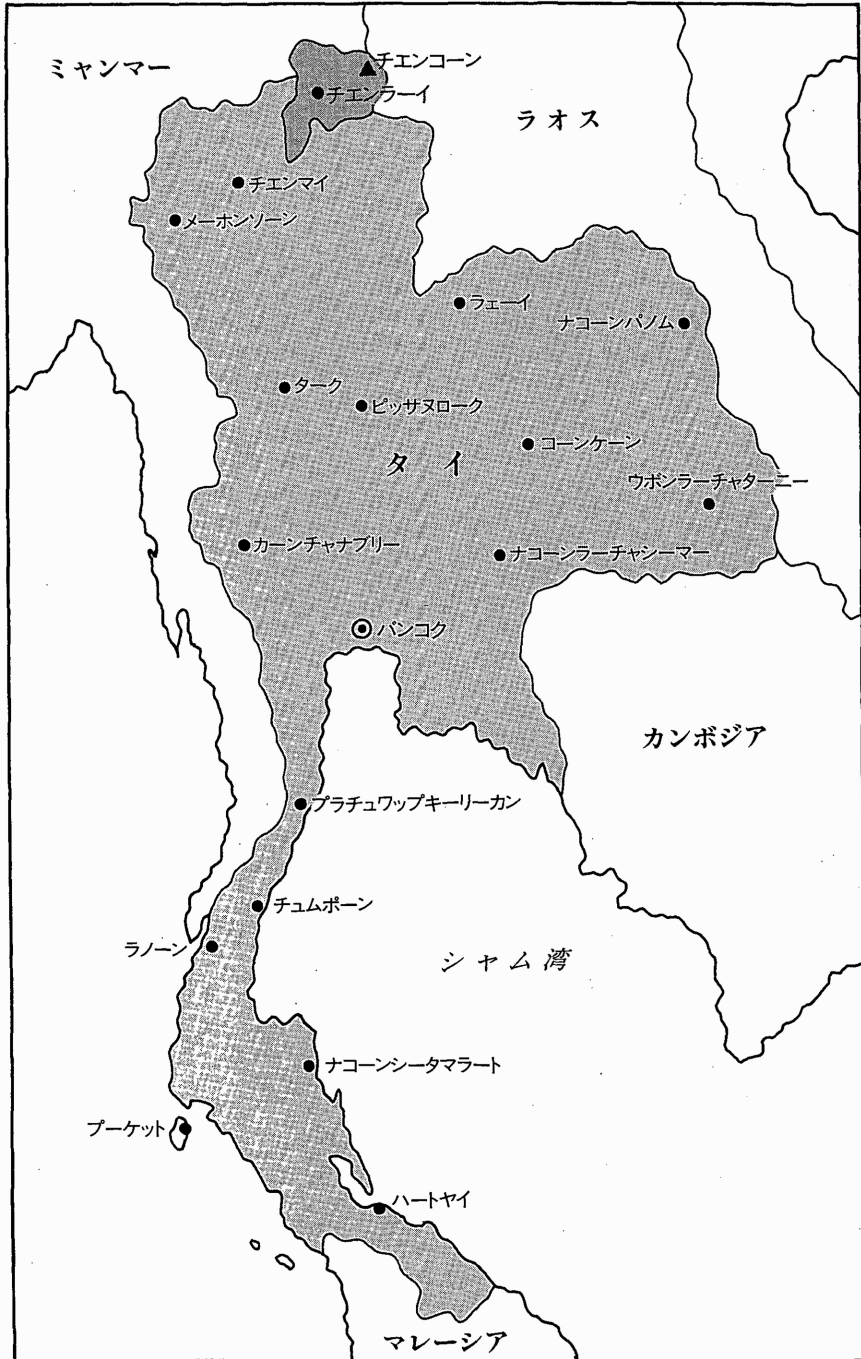 ミャンマー
チエンコーン
チエンラーイ
ラオス
チエンマイ
メーホンソーン
ラェーイ
ナコーンパノム
ターク
ピッサヌローク
コーンケーン
タイ
ウボンラーチャターニー
カーンチャナブリー
ナコーンラーチャシーマー
バンコク
カンボジア
プラチュワップキーリーカン
チュムポーン
ラノーン
シャム湾
ナコーンシータマラート
プーケット
ハートヤイ
マレーシア